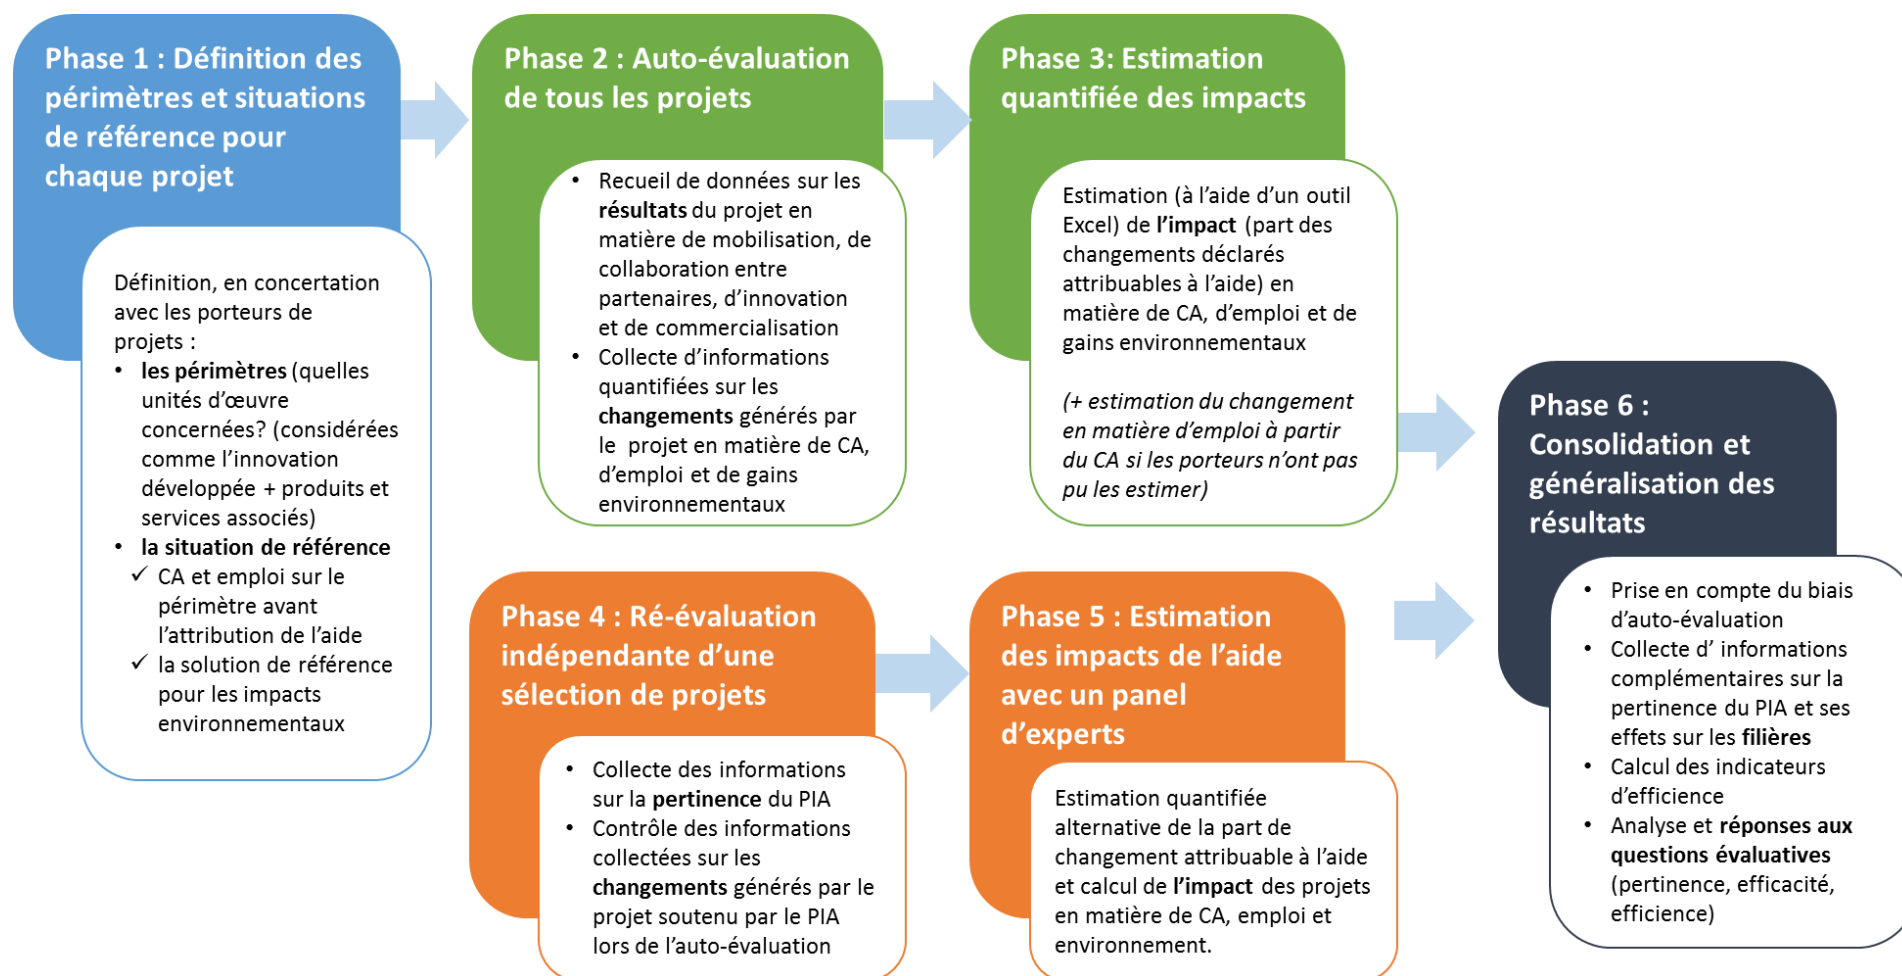 Phase 1 : Définition des
périmètres et situations
de référence pour
chaque projet
Définition, en concertation
avec les porteurs de
projets :
• les périmètres (quelles
unités d’œuvre
concernées? (considérées
comme l’innovation
développée + produits et
services associés)
• la situation de référence
✓ CA et emploi sur le
périmètre avant
l’attribution de l’aide
✓ la solution de référence
pour les impacts
environnementaux
Phase 2 : Auto-évaluation
de tous les projets
• Recueil de données sur les
résultats du projet en
matière de mobilisation, de
collaboration entre
partenaires, d’innovation
et de commercialisation
• Collecte d’informations
quantifiées sur les
changements générés par
le projet en matière de CA,
d’emploi et de gains
environnementaux
Phase 3: Estimation
quantifiée des impacts
Estimation (à l’aide d’un outil
Excel) de l’impact (part des
changements déclarés
attribuables à l’aide) en
matière de CA, d’emploi et de
gains environnementaux
(+ estimation du changement
en matière d’emploi à partir
du CA si les porteurs n’ont pas
pu les estimer)
Phase 4 : Ré-évaluation
indépendante d’une
sélection de projets
• Collecte des informations
sur la pertinence du PIA
• Contrôle des informations
collectées sur les
changements générés par le
projet soutenu par le PIA
lors de l’auto-évaluation
Phase 5 : Estimation
des impacts de l’aide
avec un panel
d’experts
Estimation quantifiée
alternative de la part de
changement attribuable à l’aide
et calcul de l’impact des projets
en matière de CA, emploi et
environnement.
Phase 6 :
Consolidation et
généralisation des
résultats
• Prise en compte du biais
d’auto-évaluation
• Collecte d’ informations
complémentaires sur la
pertinence du PIA et ses
effets sur les filières
• Calcul des indicateurs
d’efficience
• Analyse et réponses aux
questions évaluatives
(pertinence, efficacité,
efficience)